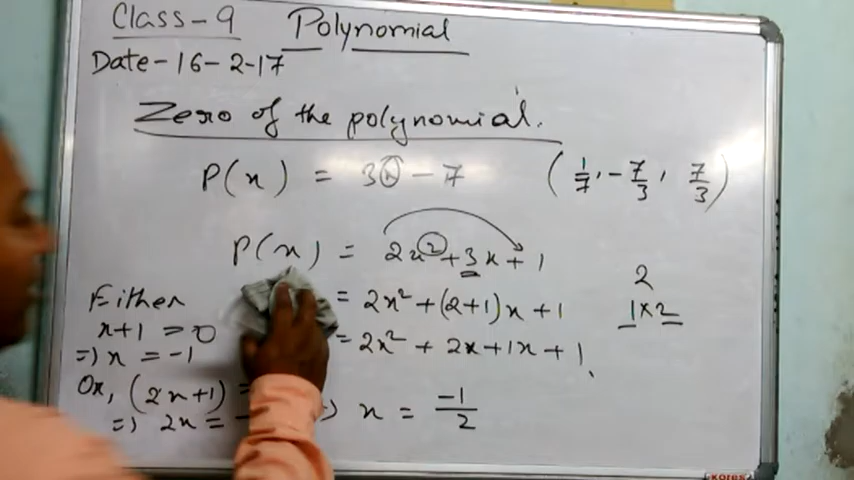 Class-9 Polynomial
Date-16-2-17
Zero of the polynomial.
P(x) = 3x - 7 (1/7, -7/3, 7/3)
P(x) = 2x² + 3x + 1
2
1x2
Either = 2x² + (2+1)x + 1
x+1 = 0
= 2x² + 2x + 1x + 1
=> x = -1
Or, (2x+1) =
=> 2x = - => x = -1/2
Kores